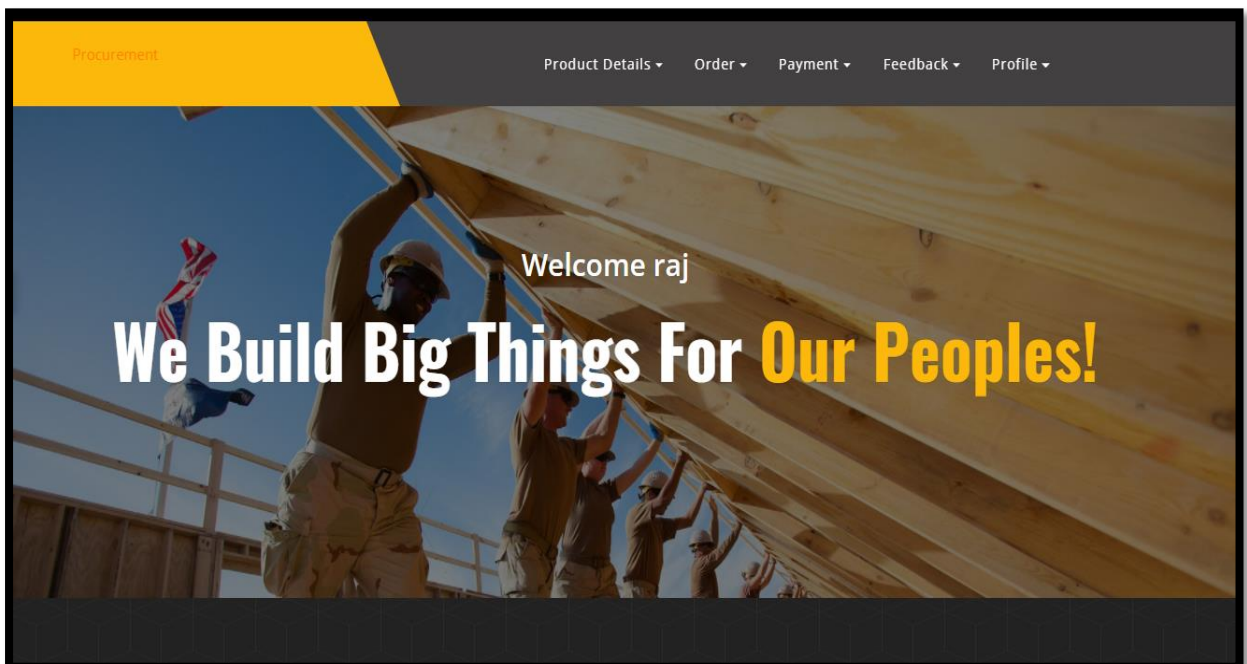 Procurement
Product Details Order Payment Feedback Profile
Welcome raj
We Build Big Things For Our Peoples!